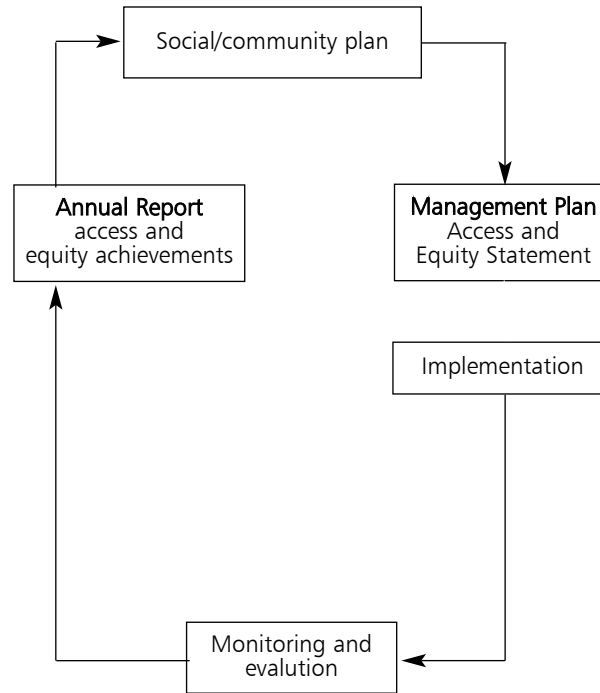 Social/community plan
Annual Report
access and
equity achievements
Management Plan
Access and
Equity Statement
Implementation
Monitoring and
evalution